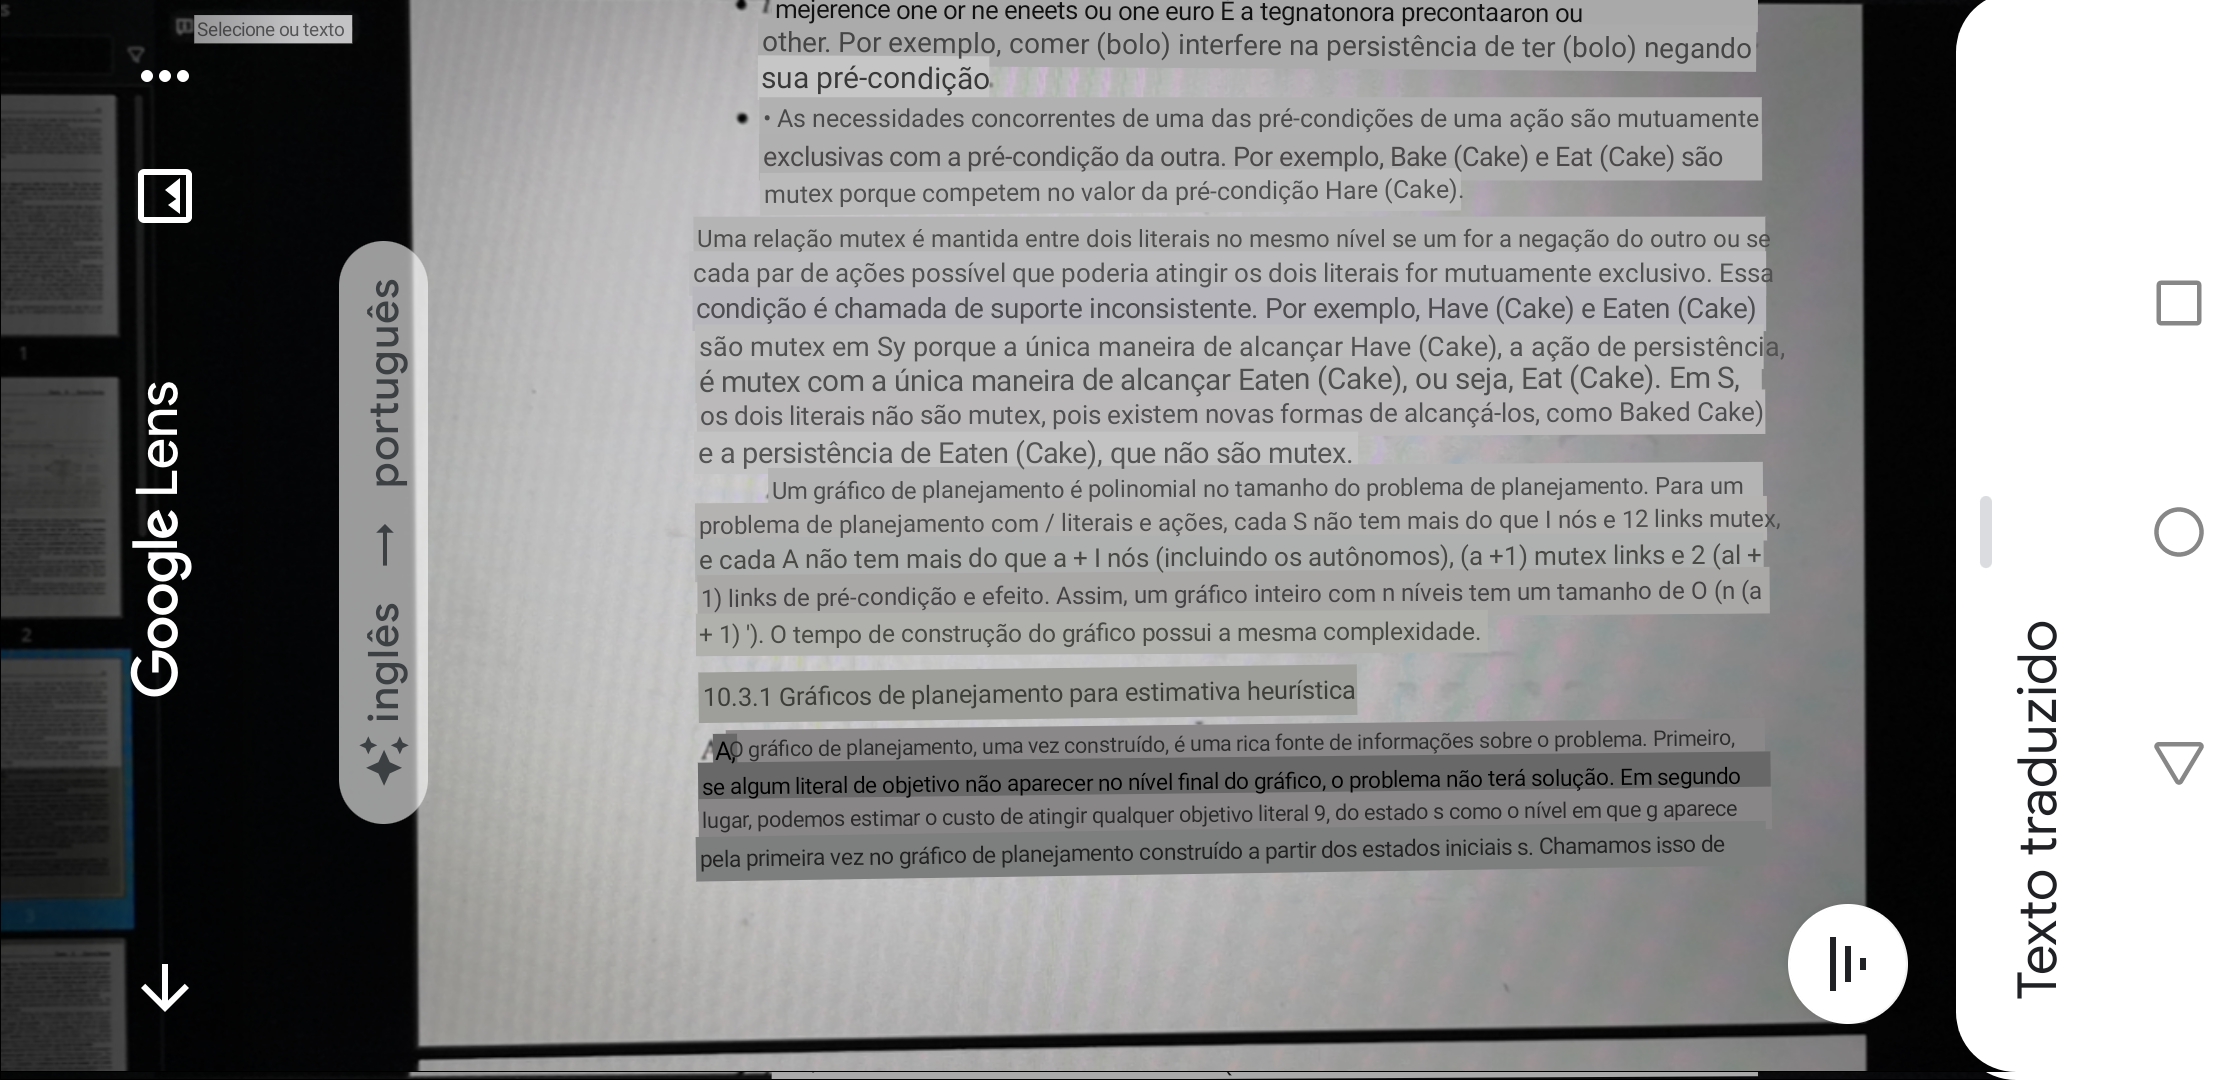 Selecione ou texto
Google Lens
inglês → português
mejerence one or ne eneets ou one euro E a tegnatonora precontaaron ou
other. Por exemplo, comer (bolo) interfere na persistência de ter (bolo) negando
sua pré-condição
• As necessidades concorrentes de uma das pré-condições de uma ação são mutuamente
exclusivas com a pré-condição da outra. Por exemplo, Bake (Cake) e Eat (Cake) são
mutex porque competem no valor da pré-condição Hare (Cake).
Uma relação mutex é mantida entre dois literais no mesmo nível se um for a negação do outro ou se
cada par de ações possível que poderia atingir os dois literais for mutuamente exclusivo. Essa
condição é chamada de suporte inconsistente. Por exemplo, Have (Cake) e Eaten (Cake)
são mutex em Sy porque a única maneira de alcançar Have (Cake), a ação de persistência,
é mutex com a única maneira de alcançar Eaten (Cake), ou seja, Eat (Cake). Em S,
os dois literais não são mutex, pois existem novas formas de alcançá-los, como Baked Cake)
e a persistência de Eaten (Cake), que não são mutex.
.Um gráfico de planejamento é polinomial no tamanho do problema de planejamento. Para um
problema de planejamento com / literais e ações, cada S não tem mais do que I nós e 12 links mutex,
e cada A não tem mais do que a + I nós (incluindo os autônomos), (a +1) mutex links e 2 (al +
1) links de pré-condição e efeito. Assim, um gráfico inteiro com n níveis tem um tamanho de O (n (a
+ 1) '). O tempo de construção do gráfico possui a mesma complexidade.
10.3.1 Gráficos de planejamento para estimativa heurística
A,O gráfico de planejamento, uma vez construído, é uma rica fonte de informações sobre o problema. Primeiro,
se algum literal de objetivo não aparecer no nível final do gráfico, o problema não terá solução. Em segundo
lugar, podemos estimar o custo de atingir qualquer objetivo literal 9, do estado s como o nível em que g aparece
pela primeira vez no gráfico de planejamento construído a partir dos estados iniciais s. Chamamos isso de
1
2
3
Texto traduzido